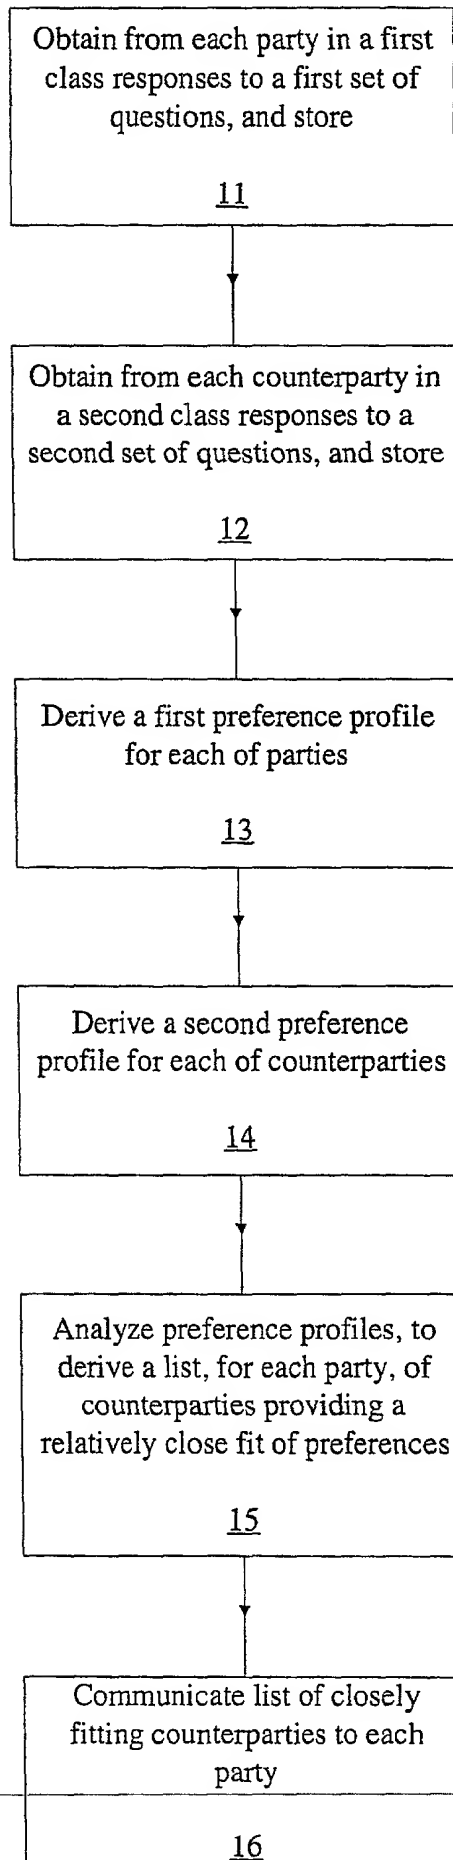 Obtain from each party in a first
class responses to a first set of
questions, and store
11
Obtain from each counterparty in
a second class responses to a
second set of questions, and store
12
Derive a first preference profile
for each of parties
13
Derive a second preference
profile for each of counterparties
14
Analyze preference profiles, to
derive a list, for each party, of
counterparties providing a
relatively close fit of preferences
15
Communicate list of closely
fitting counterparties to each
party
16